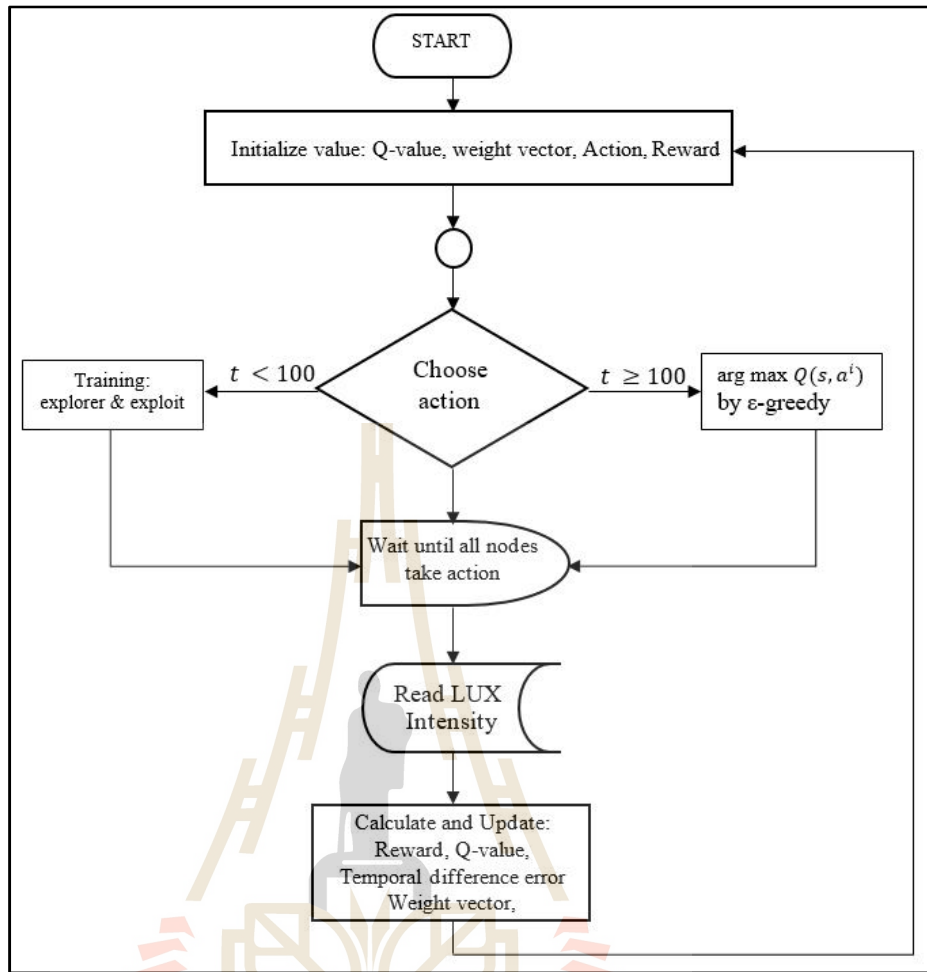 START
Initialize value: Q-value, weight vector, Action, Reward
Choose
action
t < 100
t ≥ 100
Training:
explorer & exploit
arg max Q(s, aⁱ)
by ε-greedy
Wait until all nodes
take action
Read LUX
Intensity
Calculate and Update:
Reward, Q-value,
Temporal difference error
Weight vector,